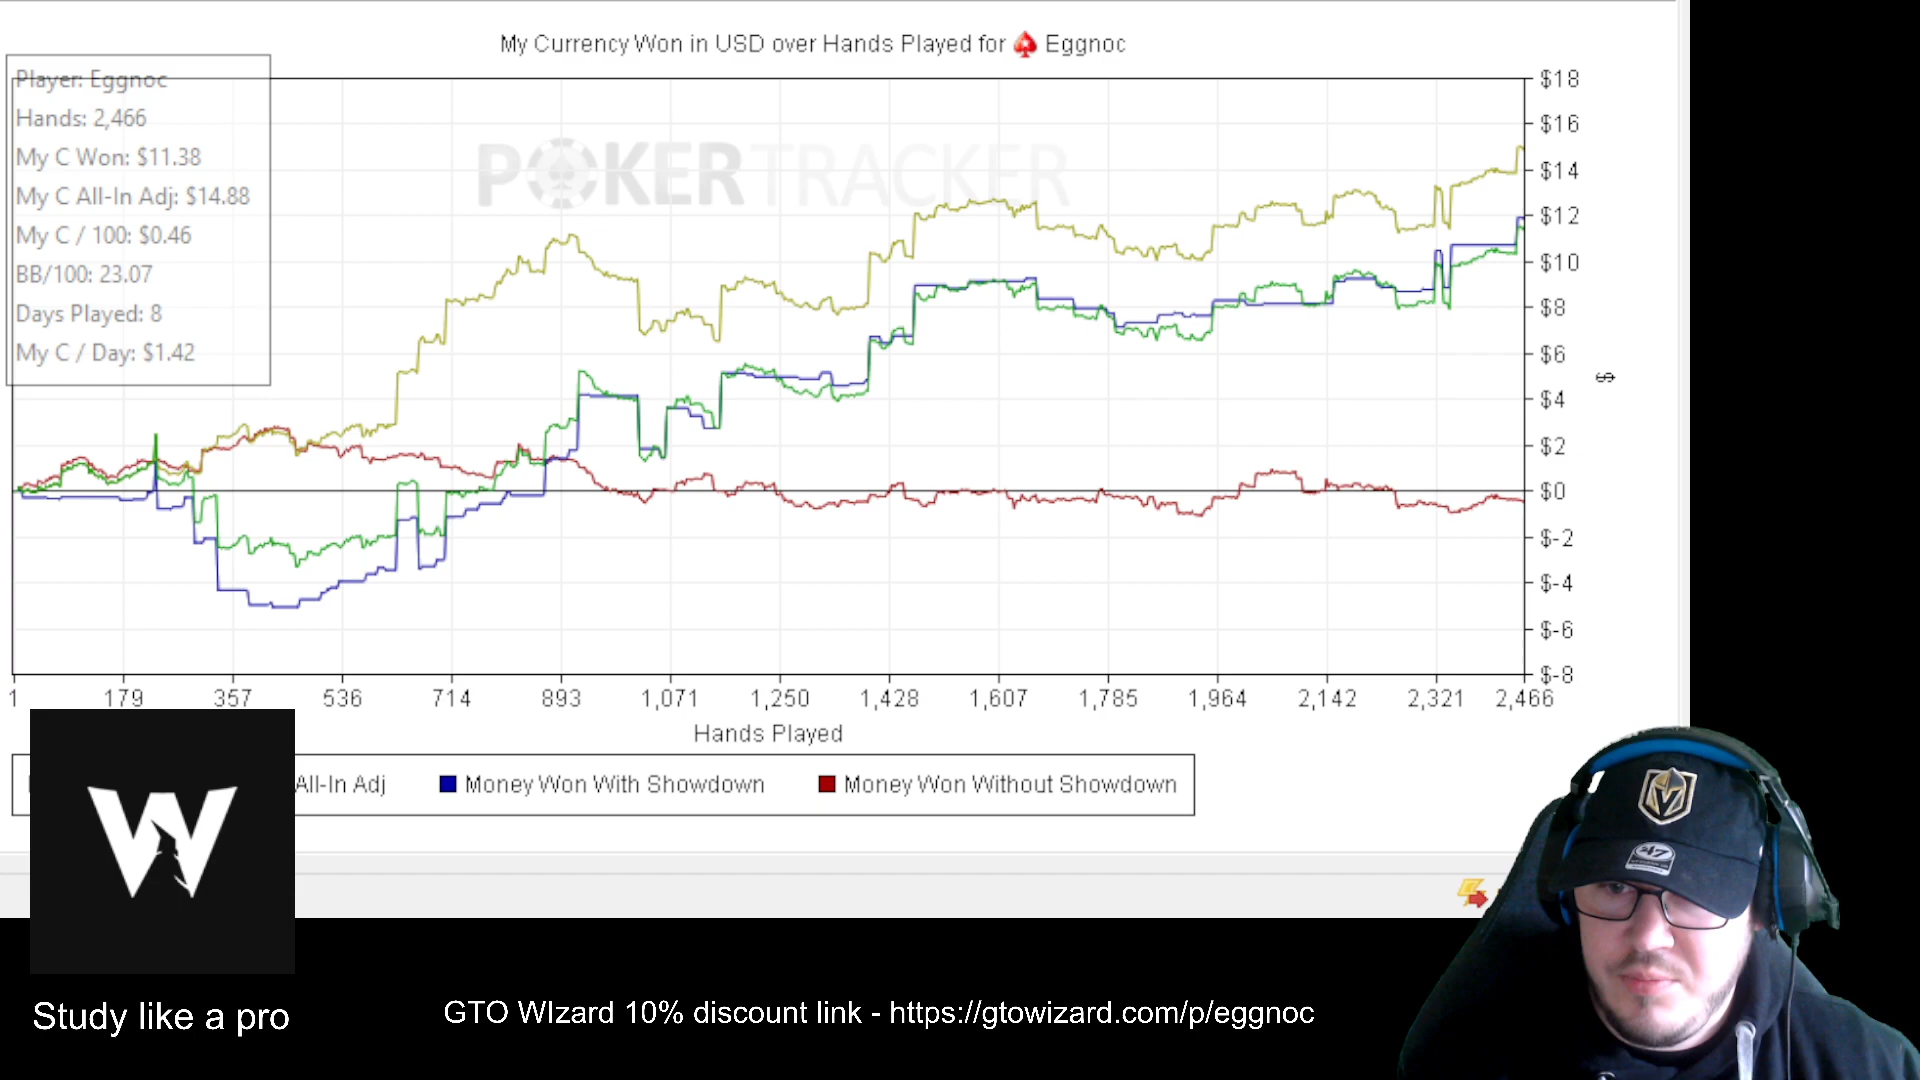 My Currency Won in USD over Hands Played for Eggnoc
Player: Eggnoc
Hands: 2,466
My C Won: $11.38
My C All-In Adj: $14.88
My C / 100: $0.46
BB/100: 23.07
Days Played: 8
My C / Day: $1.42
POKERTRACKER
$18
$16
$14
$12
$10
$8
$6
$4
$2
$0
$-2
$-4
$-6
$-8
$
1 179 357 536 714 893 1,071 1,250 1,428 1,607 1,785 1,964 2,142 2,321 2,466
Hands Played
All-In Adj Money Won With Showdown Money Won Without Showdown
W
47
Study like a pro
GTO WIzard 10% discount link - https://gtowizard.com/p/eggnoc